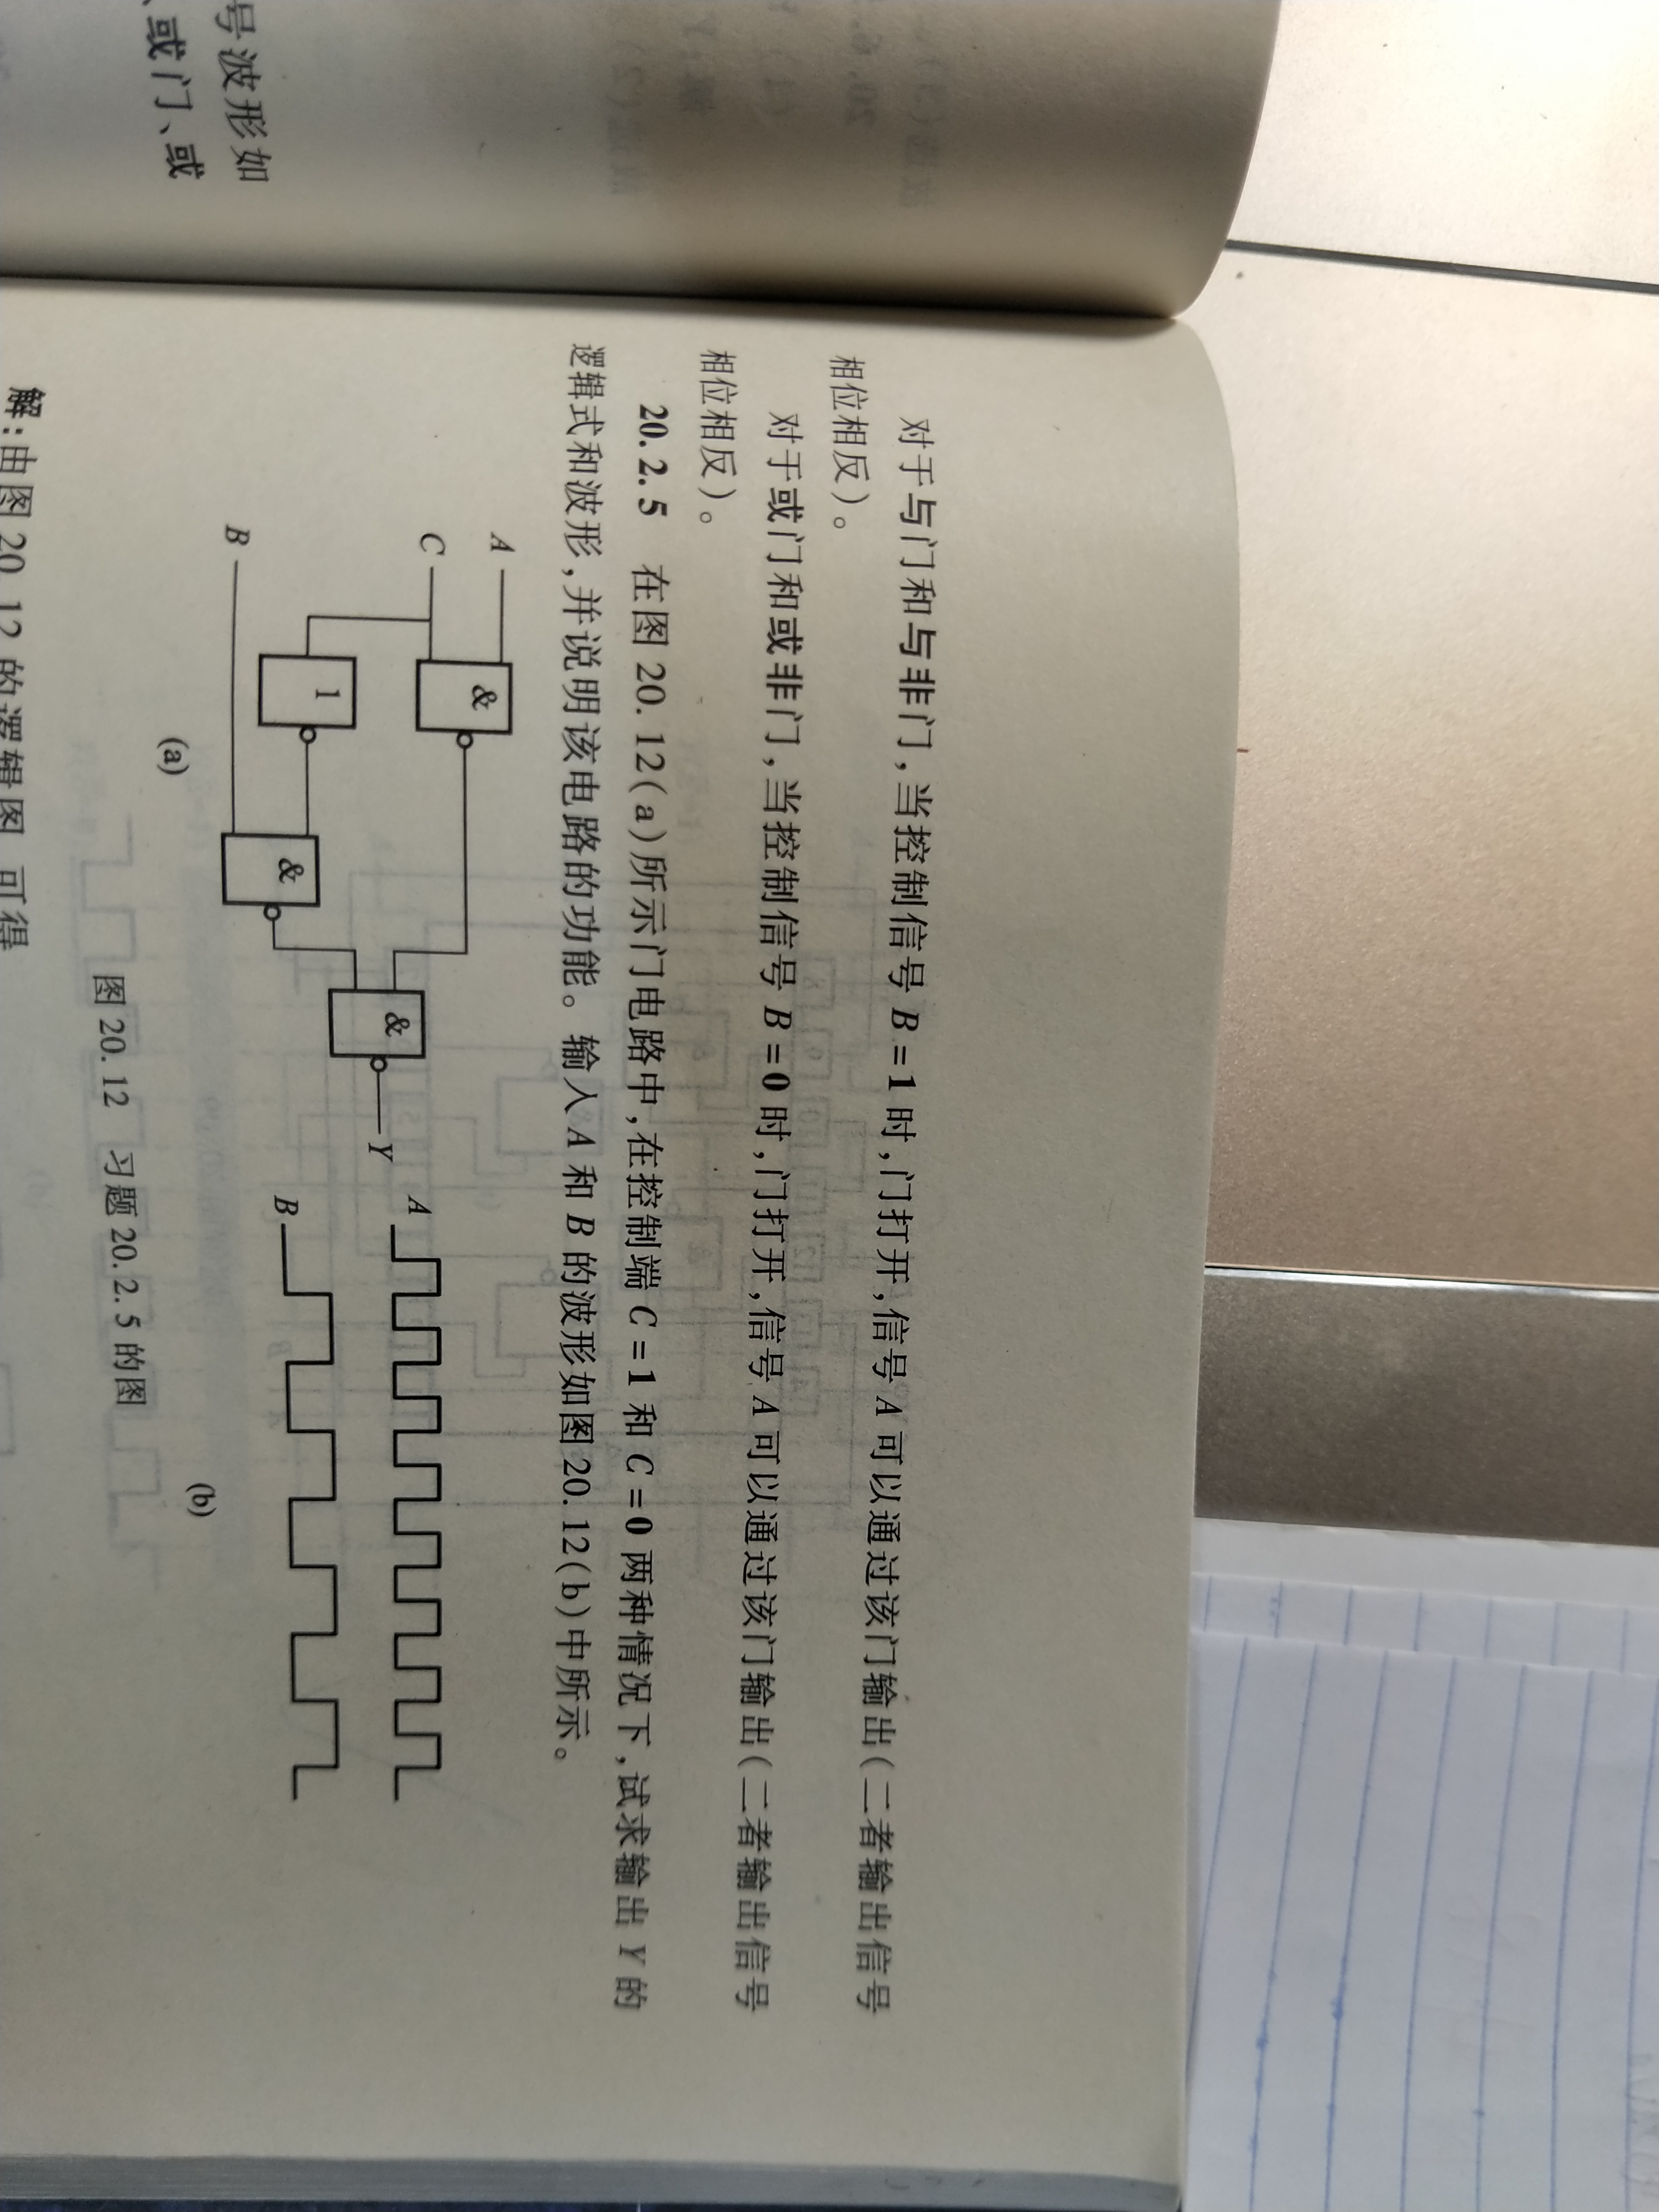 号波形如
、或门、或
对于与门和与非门,当控制信号 B=1 时,门打开,信号 A 可以通过该门输出(二者输出信号
相位相反)。
对于或门和或非门,当控制信号 B=0 时,门打开,信号 A 可以通过该门输出(二者输出信号
相位相反)。
20.2.5 在图 20.12(a)所示门电路中,在控制端 C=1 和 C=0 两种情况下,试求输出 Y 的
逻辑式和波形,并说明该电路的功能。输入 A 和 B 的波形如图 20.12(b)中所示。
A
C
B
&
1
&
&
Y
A
B
(a)
(b)
图 20.12 习题 20.2.5 的图
解:由图 20.12 的逻辑图 可得